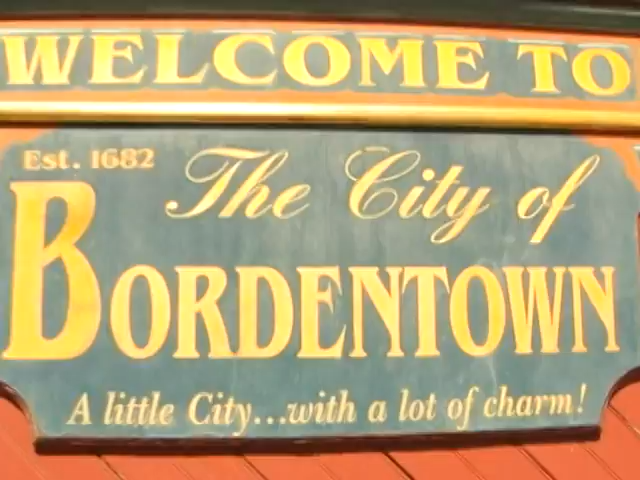 WELCOME TO
Est. 1682
The City of
BORDENTOWN
A little City...with a lot of charm!